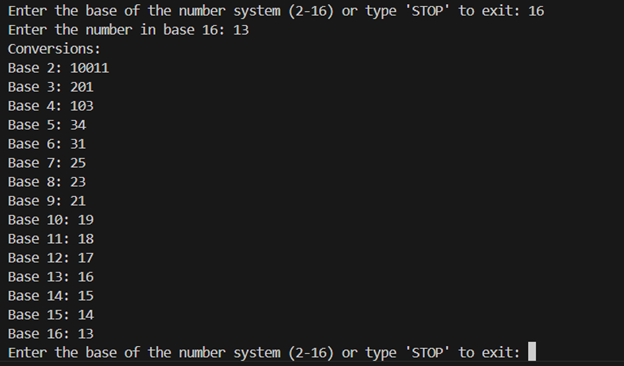 Enter the base of the number system (2-16) or type 'STOP' to exit: 16
Enter the number in base 16: 13
Conversions:
Base 2: 10011
Base 3: 201
Base 4: 103
Base 5: 34
Base 6: 31
Base 7: 25
Base 8: 23
Base 9: 21
Base 10: 19
Base 11: 18
Base 12: 17
Base 13: 16
Base 14: 15
Base 15: 14
Base 16: 13
Enter the base of the number system (2-16) or type 'STOP' to exit: